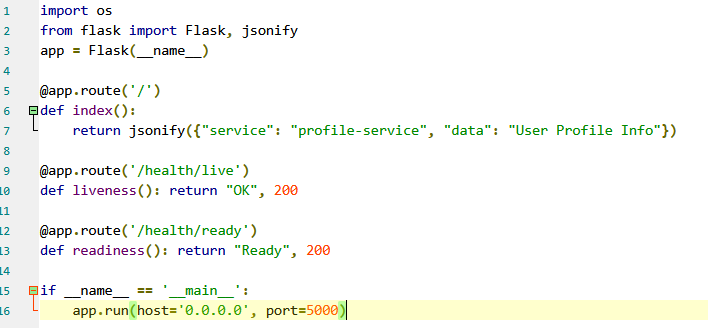 1 import os
2 from flask import Flask, jsonify
3 app = Flask(__name__)
4
5 @app.route('/')
6 def index():
7     return jsonify({"service": "profile-service", "data": "User Profile Info"})
8
9 @app.route('/health/live')
10 def liveness(): return "OK", 200
11
12 @app.route('/health/ready')
13 def readiness(): return "Ready", 200
14
15 if __name__ == '__main__':
16     app.run(host='0.0.0.0', port=5000)